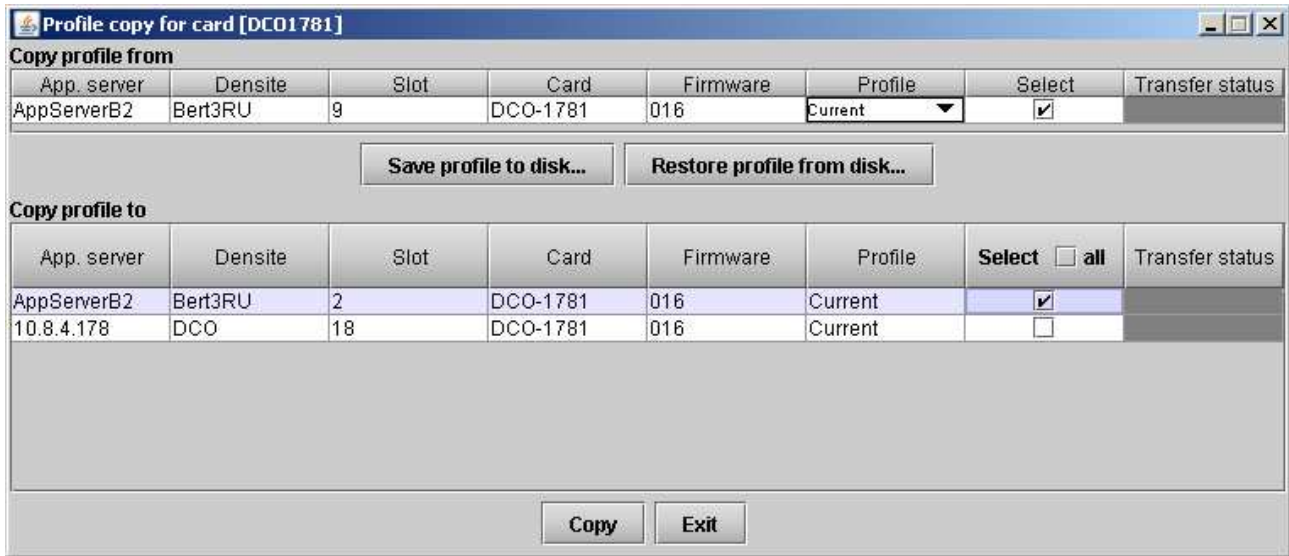 Profile copy for card [DCO1781]
Copy profile from
App. server Densite Slot Card Firmware Profile Select Transfer status
AppServerB2 Bert3RU 9 DCO-1781 016 Current
Save profile to disk... Restore profile from disk...
Copy profile to
App. server Densite Slot Card Firmware Profile Select all Transfer status
AppServerB2 Bert3RU 2 DCO-1781 016 Current
10.8.4.178 DCO 18 DCO-1781 016 Current
Copy Exit